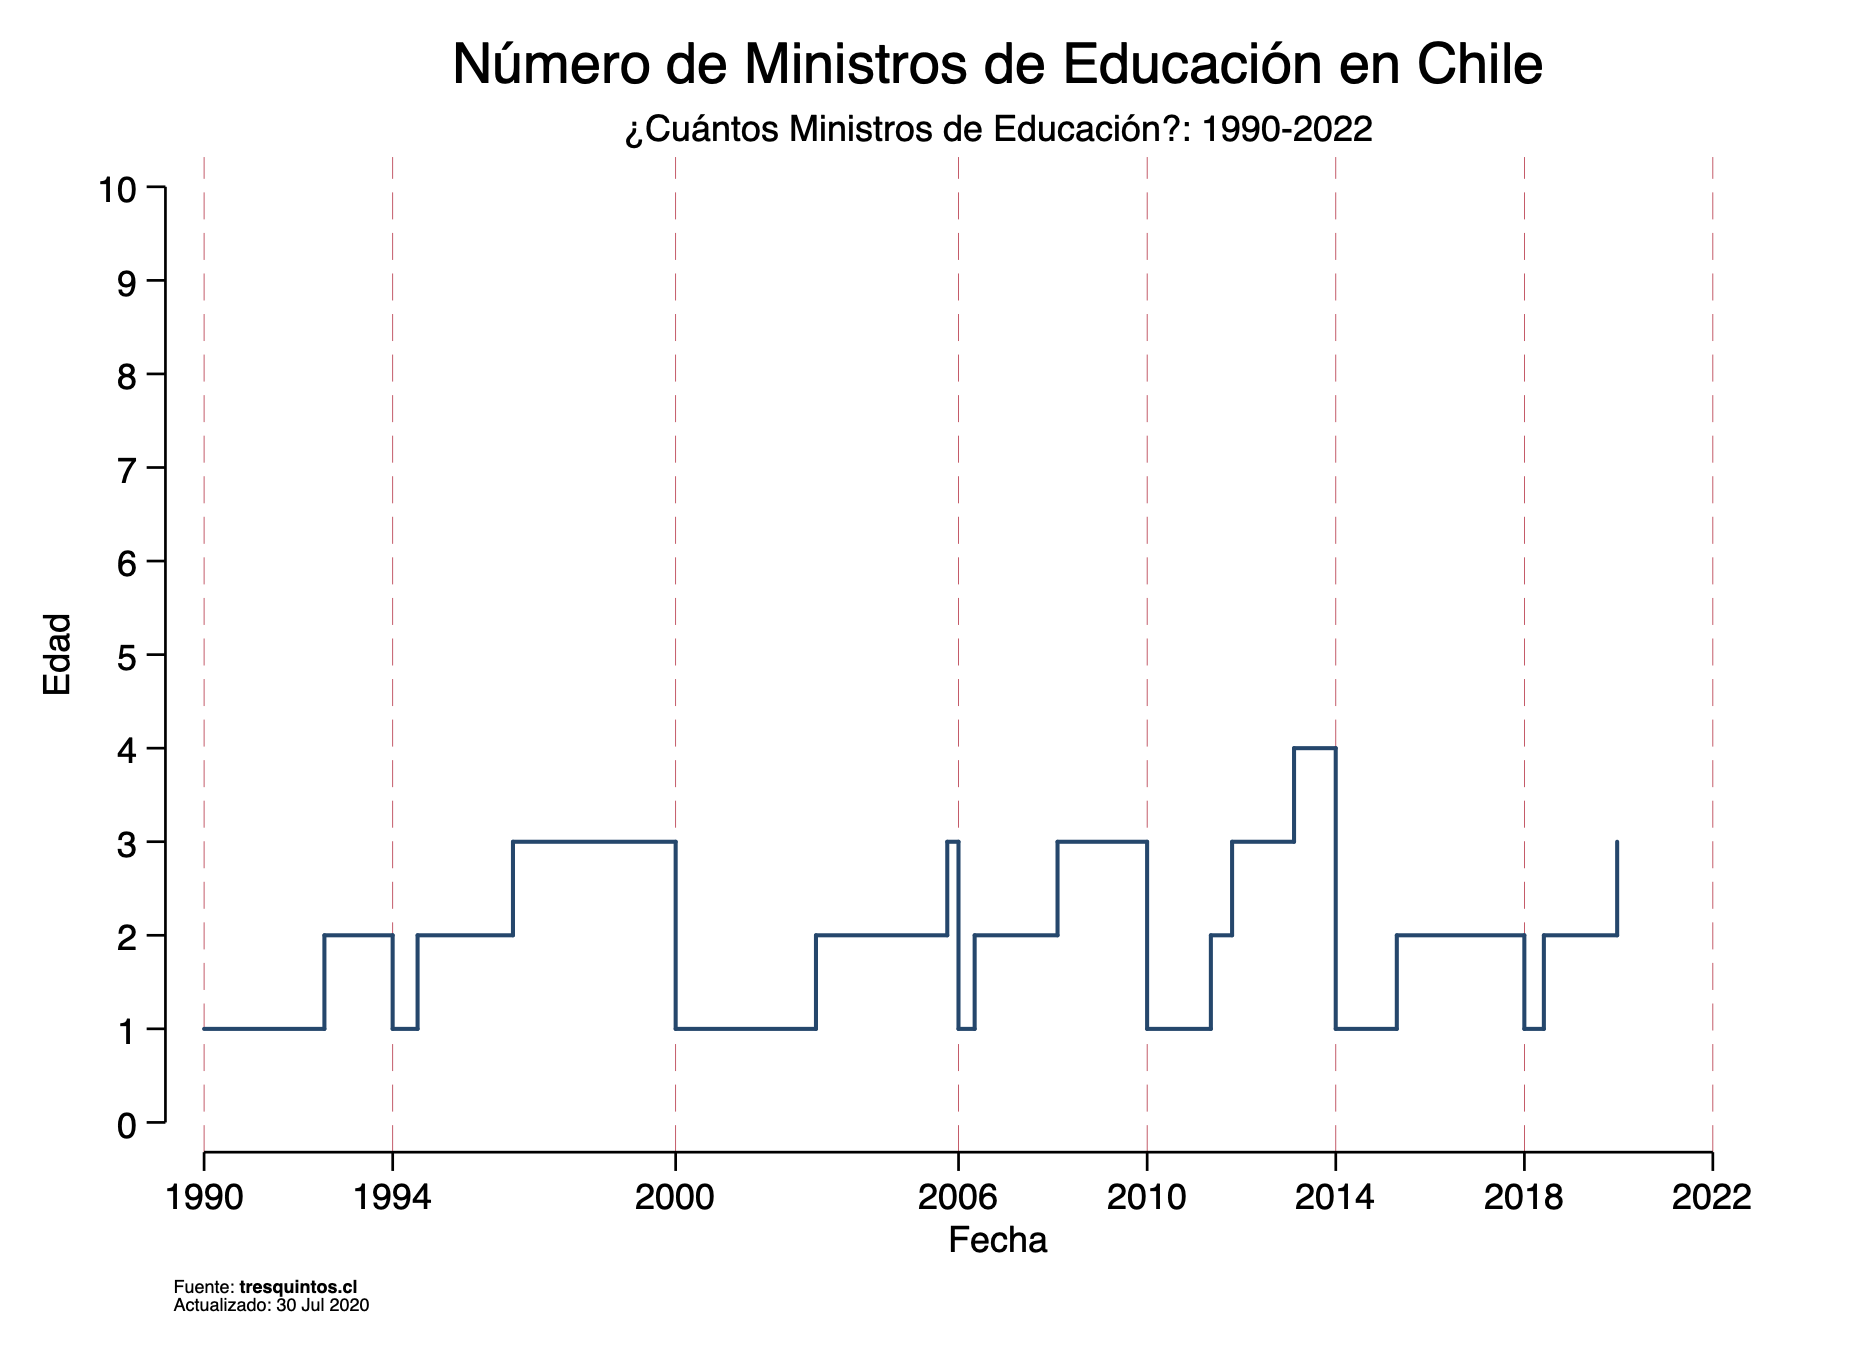 Número de Ministros de Educación en Chile
¿Cuántos Ministros de Educación?: 1990-2022
10
9
8
7
6
5
4
3
2
1
0
Edad
1990 1994 2000 2006 2010 2014 2018 2022
Fecha
Fuente: tresquintos.cl
Actualizado: 30 Jul 2020